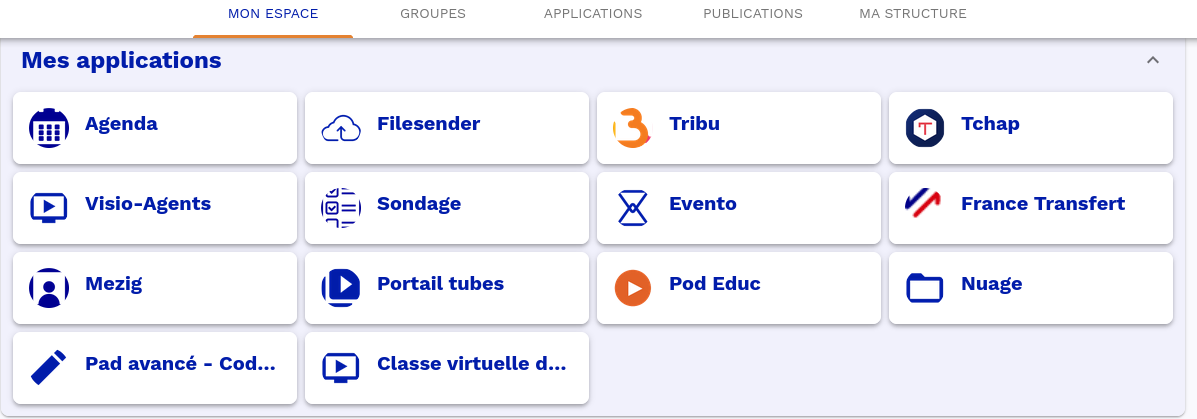 MON ESPACE GROUPES APPLICATIONS PUBLICATIONS MA STRUCTURE
Mes applications
Agenda Filesender Tribu Tchap
Visio-Agents Sondage Evento France Transfert
Mezig Portail tubes Pod Educ Nuage
Pad avancé - Cod... Classe virtuelle d...